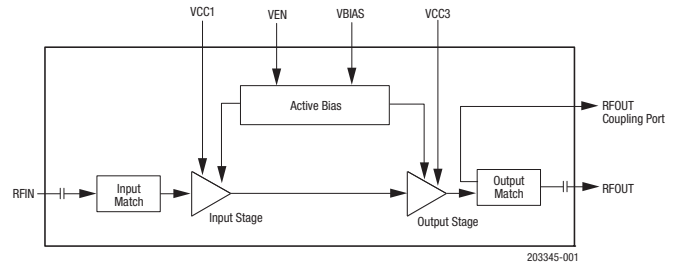 VCC1
VEN
VBIAS
VCC3
Active Bias
RFOUT
Coupling Port
RFIN
Input
Match
Input Stage
Output Stage
Output
Match
RFOUT
203345-001